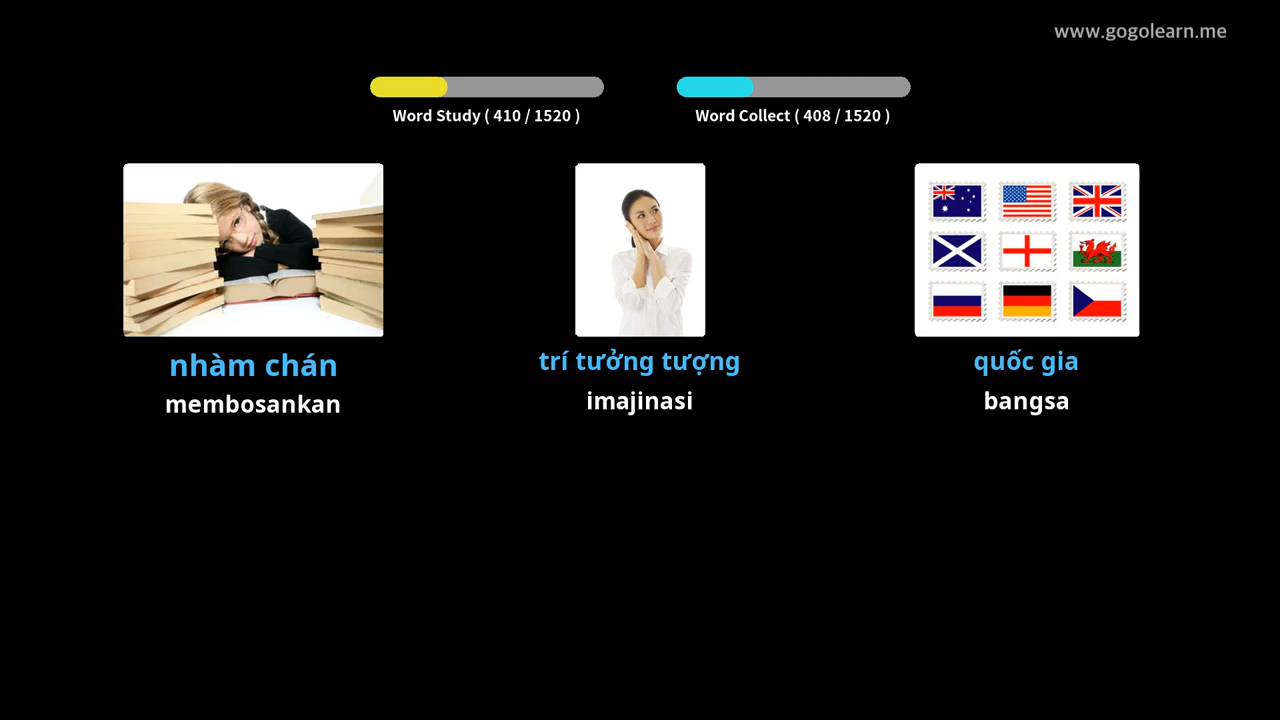 www.gogolearn.me
Word Study ( 410 / 1520 )
Word Collect ( 408 / 1520 )
nhàm chán
membosankan
trí tưởng tượng
imajinasi
quốc gia
bangsa